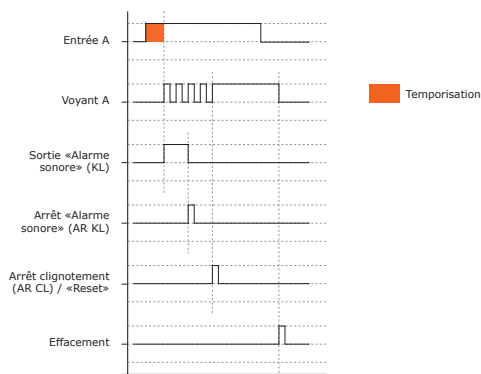 Entrée A
Voyant A
Temporisation
Sortie «Alarme
sonore» (KL)
Arrêt «Alarme
sonore» (AR KL)
Arrêt clignotement
(AR CL) / «Reset»
Effacement